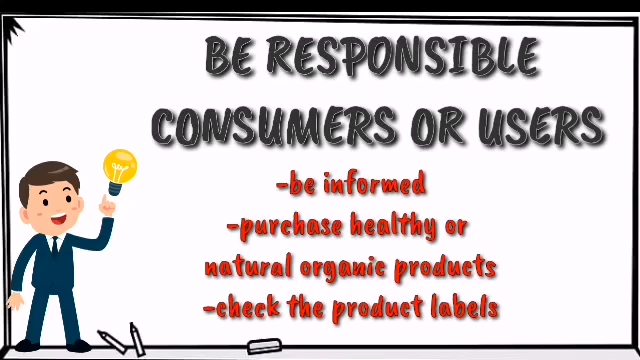 BE RESPONSIBLE
CONSUMERS OR USERS
-be informed
-purchase healthy or
natural organic products
-check the product labels